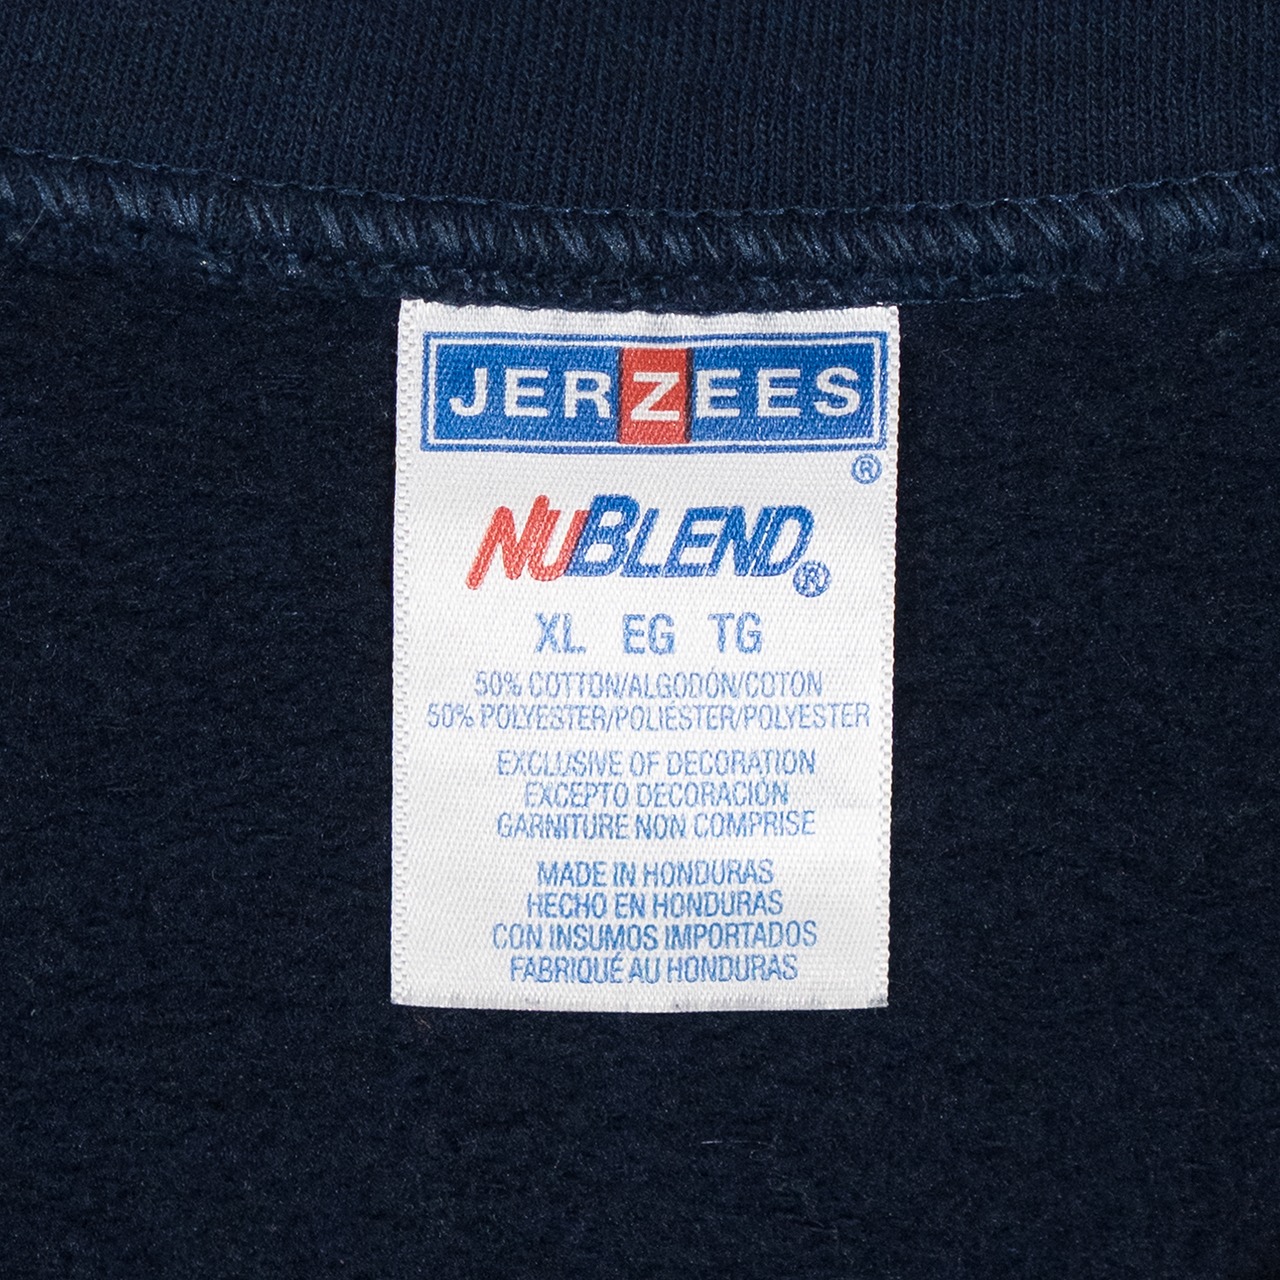 JERZEES
®
NUBLEND®
XL EG TG
50% COTTON/ALGODÓN/COTON
50% POLYESTER/POLIÉSTER/POLYESTER
EXCLUSIVE OF DECORATION
EXCEPTO DECORACIÓN
GARNITURE NON COMPRISE
MADE IN HONDURAS
HECHO EN HONDURAS
CON INSUMOS IMPORTADOS
FABRIQUÉ AU HONDURAS